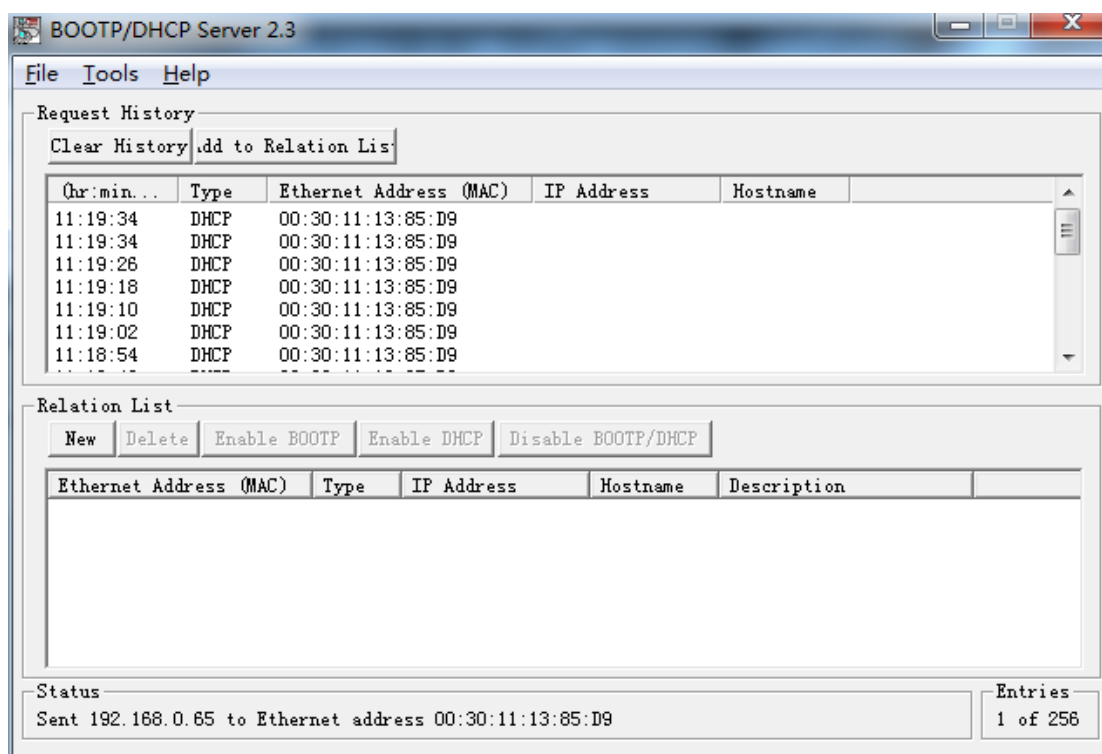 BOOTP/DHCP Server 2.3
File Tools Help
Request History
Clear History dd to Relation Lis
(hr:min... Type Ethernet Address (MAC) IP Address Hostname
11:19:34 DHCP 00:30:11:13:85:D9
11:19:34 DHCP 00:30:11:13:85:D9
11:19:26 DHCP 00:30:11:13:85:D9
11:19:18 DHCP 00:30:11:13:85:D9
11:19:10 DHCP 00:30:11:13:85:D9
11:19:02 DHCP 00:30:11:13:85:D9
11:18:54 DHCP 00:30:11:13:85:D9
Relation List
New Delete Enable BOOTP Enable DHCP Disable BOOTP/DHCP
Ethernet Address (MAC) Type IP Address Hostname Description
Status
Sent 192.168.0.65 to Ethernet address 00:30:11:13:85:D9
Entries
1 of 256